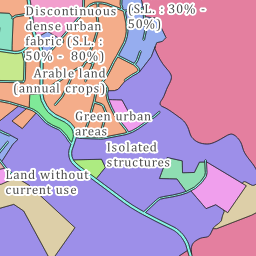 Discontinuous
dense urban
fabric (S.L. :
50% -  80%)
(S.L. : 30% -
50%)
Arable land
(annual crops)
Green urban
areas
Isolated
structures
Land without
current use